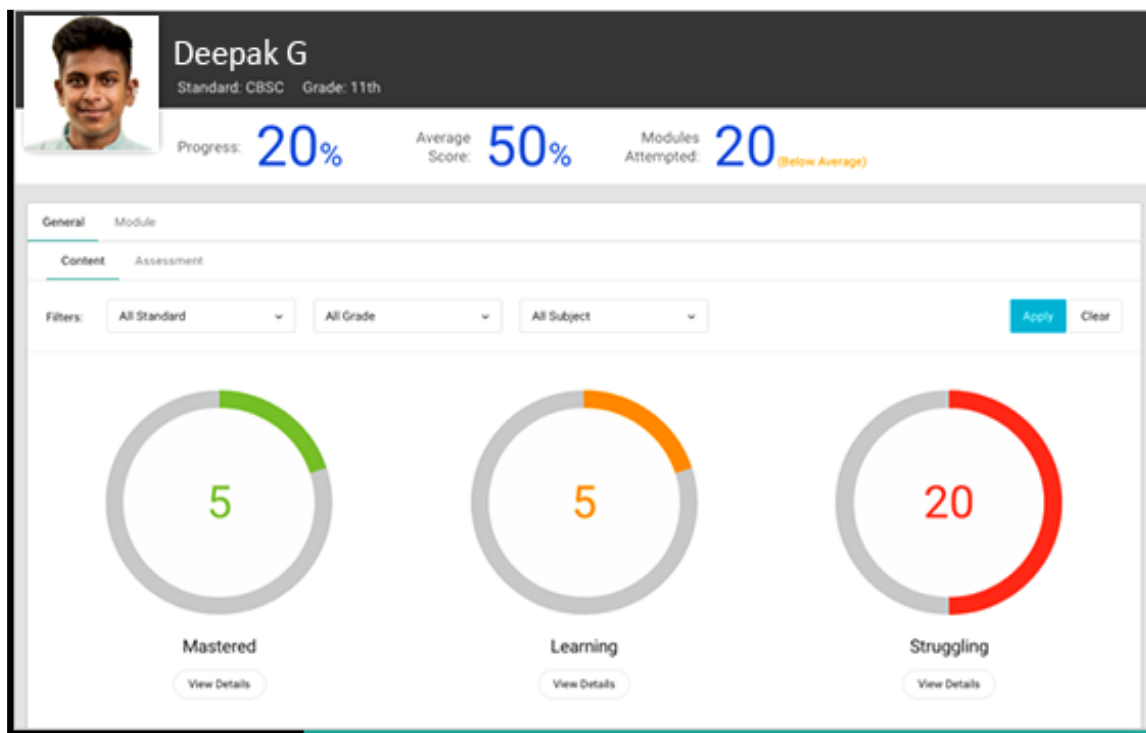 Deepak G
Standard: CBSC Grade: 11th
Progress: 20%
Average Score: 50%
Modules Attempted: 20 (Below Average)
General Module
Content Assessment
Filters: All Standard All Grade All Subject Apply Clear
5 5 20
Mastered Learning Struggling
View Details View Details View Details